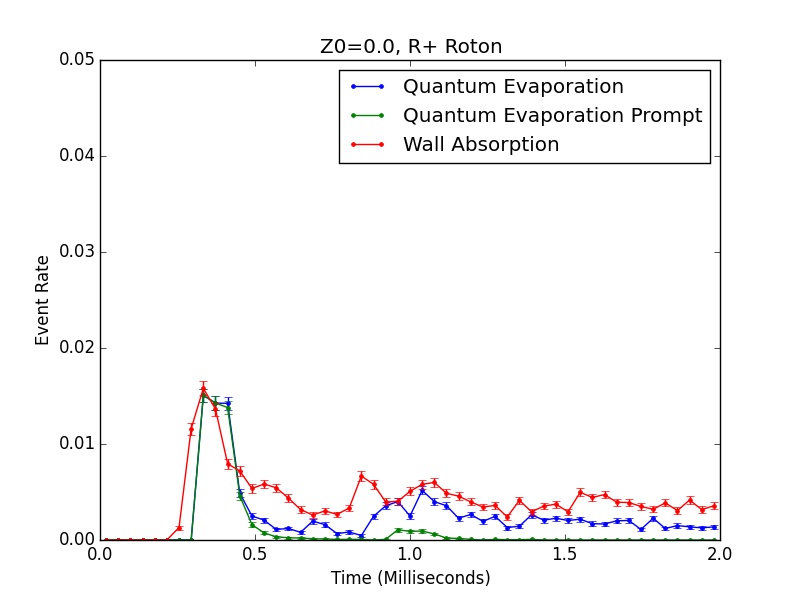 Z0=0.0, R+ Roton
0.05
Quantum Evaporation
Quantum Evaporation Prompt
Wall Absorption
0.04
0.03
Event Rate
0.02
0.01
0.00
0.0 0.5 1.0 1.5 2.0
Time (Milliseconds)